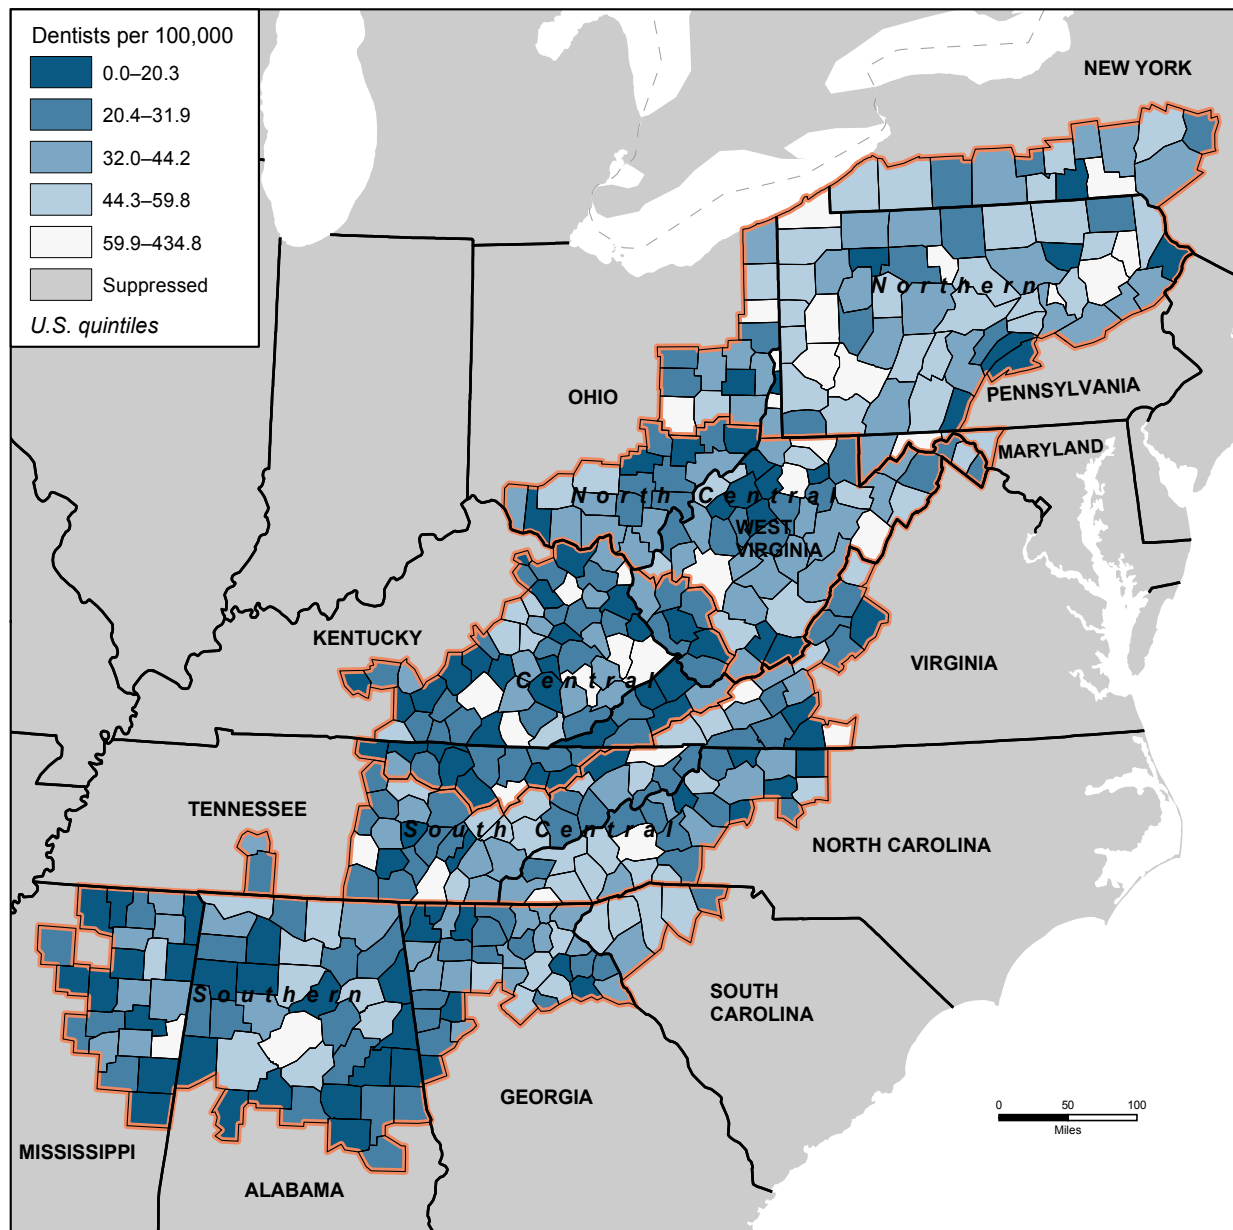 Dentists per 100,000
0.0–20.3
20.4–31.9
32.0–44.2
44.3–59.8
59.9–434.8
Suppressed
U.S. quintiles
NEW YORK
Northern
PENNSYLVANIA
OHIO
MARYLAND
North Central
WEST
VIRGINIA
KENTUCKY
VIRGINIA
Central
TENNESSEE
South Central
NORTH CAROLINA
Southern
SOUTH
CAROLINA
GEORGIA
0 50 100
Miles
MISSISSIPPI
ALABAMA